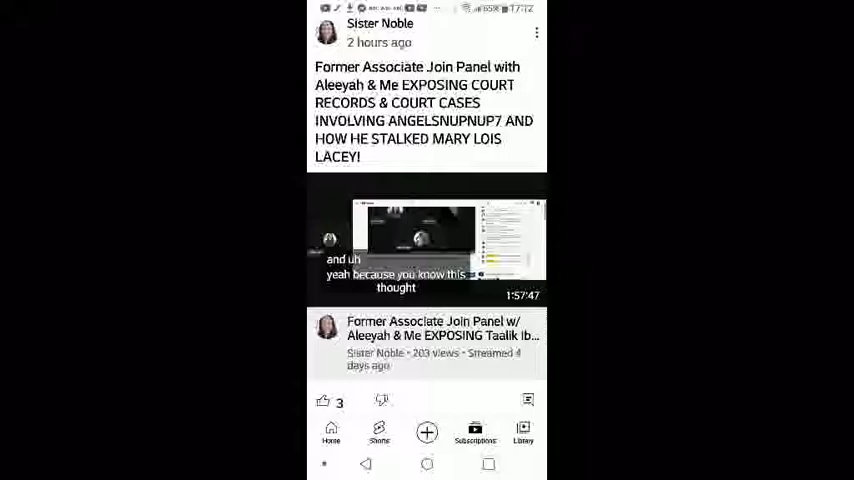 65% 17:12
Sister Noble
2 hours ago
Former Associate Join Panel with
Aleeyah & Me EXPOSING COURT
RECORDS & COURT CASES
INVOLVING ANGELSNUPNUP7 AND
HOW HE STALKED MARY LOIS
LACEY!
and uh
yeah because you know this
thought
1:57:47
Former Associate Join Panel w/
Aleeyah & Me EXPOSING Taalik Ib...
Sister Noble • 203 views • Streamed 4
days ago
3
Home
Shorts
Subscriptions
Library